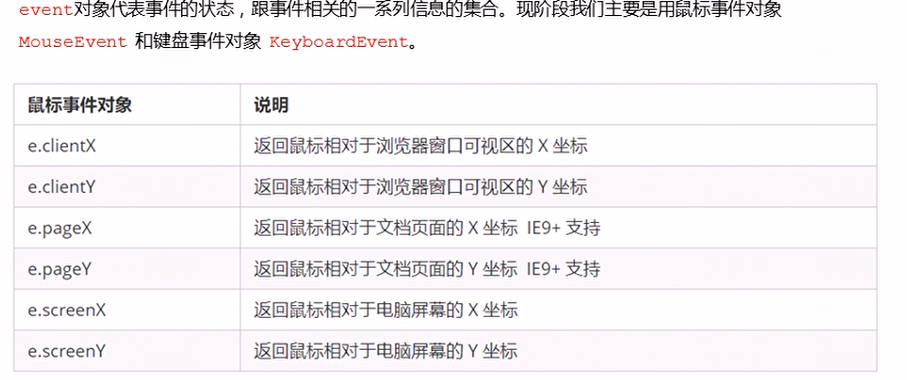 event对象代表事件的状态，跟事件相关的一系列信息的集合。现阶段我们主要是用鼠标事件对象
MouseEvent 和键盘事件对象 KeyboardEvent。
鼠标事件对象 说明
e.clientX 返回鼠标相对于浏览器窗口可视区的 X 坐标
e.clientY 返回鼠标相对于浏览器窗口可视区的 Y 坐标
e.pageX 返回鼠标相对于文档页面的 X 坐标 IE9+ 支持
e.pageY 返回鼠标相对于文档页面的 Y 坐标 IE9+ 支持
e.screenX 返回鼠标相对于电脑屏幕的 X 坐标
e.screenY 返回鼠标相对于电脑屏幕的 Y 坐标